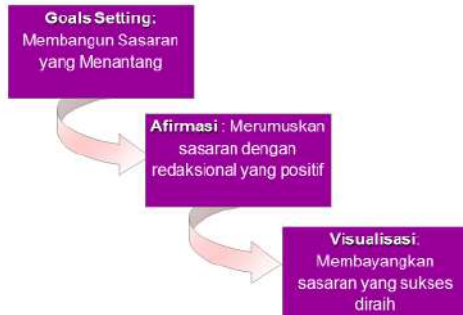 Goals Setting:
Membangun Sasaran
yang Menantang
Afirmasi : Merumuskan
sasaran dengan
redaksional yang positif
Visualisasi:
Membayangkan
sasaran yang sukses
diraih